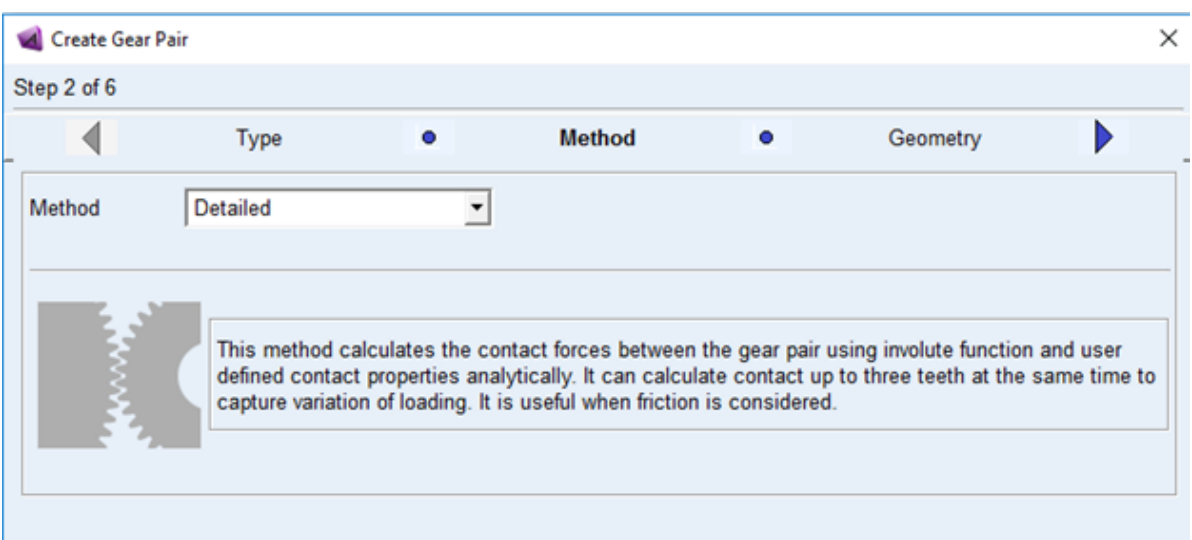 Create Gear Pair
Step 2 of 6
Type Method Geometry
Method Detailed
This method calculates the contact forces between the gear pair using involute function and user
defined contact properties analytically. It can calculate contact up to three teeth at the same time to
capture variation of loading. It is useful when friction is considered.